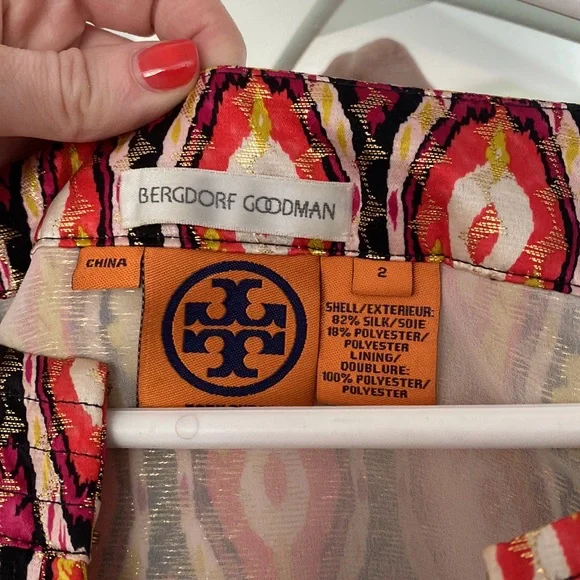 BERGDORF GOODMAN
CHINA
2
SHELL/EXTERIEUR:
82% SILK/SOIE
18% POLYESTER/
POLYESTER
LINING/
DOUBLURE:
100% POLYESTER/
POLYESTER